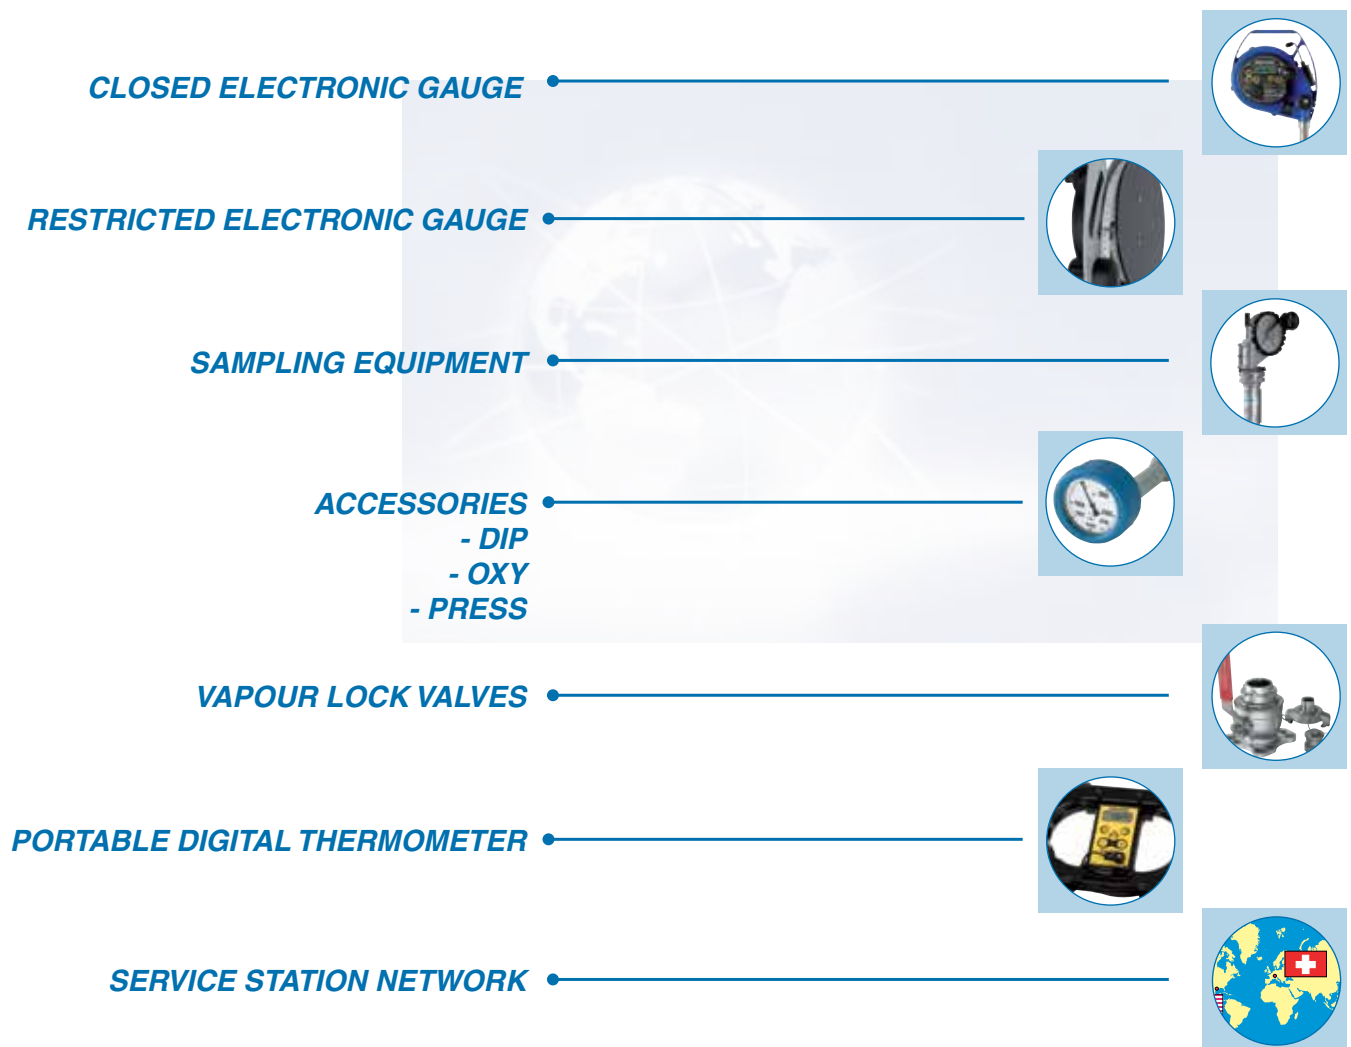 CLOSED ELECTRONIC GAUGE
RESTRICTED ELECTRONIC GAUGE
SAMPLING EQUIPMENT
ACCESSORIES
- DIP
- OXY
- PRESS
VAPOUR LOCK VALVES
PORTABLE DIGITAL THERMOMETER
SERVICE STATION NETWORK